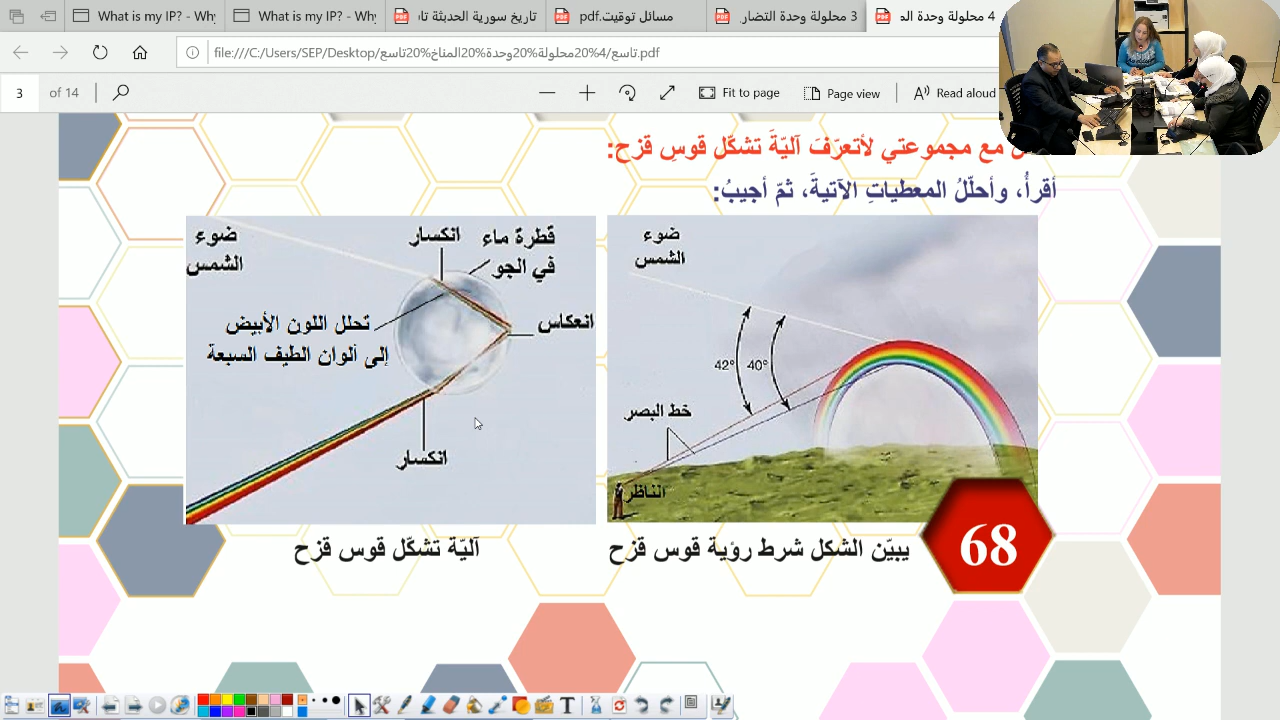 What is my IP? - Why
What is my IP? - Why
تاريخ سورية الحديثة تا
مسائل توقيت.pdf
3 محلولة وحدة التضار
4 محلولة وحدة الم
file:///C:/Users/SEP/Desktop/تاسع%20المناخ%20وحدة%20محلولة%204/تاسع.pdf
3 of 14
Fit to page
Page view
Read aloud
مع مجموعتي لأتعرّفَ آليّةَ تشكّل قوسِ قزح:
أقرأُ، وأحلّلُ المعطياتِ الآتيةَ، ثمّ أجيبُ:
ضوء
الشمس
42°
40°
خط البصر
الناظر
ضوء
الشمس
انكسار
قطرة ماء
في الجو
انعكاس
تحلل اللون الأبيض
إلى ألوان الطيف السبعة
انكسار
يبيّن الشكل شرط رؤية قوس قزح
آليّة تشكّل قوس قزح
68
T